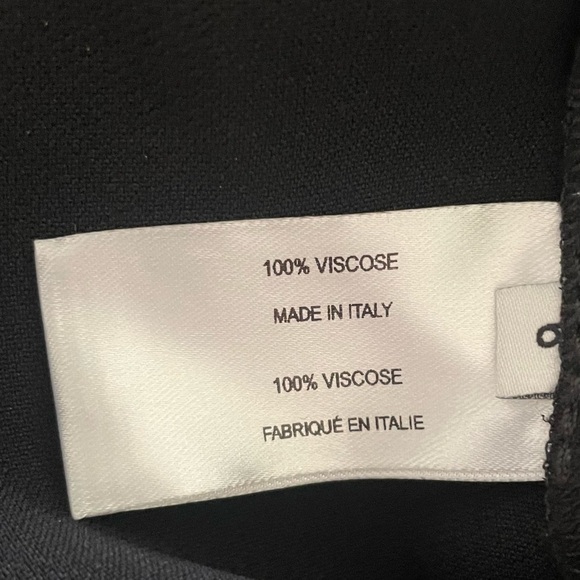 100% VISCOSE
MADE IN ITALY
100% VISCOSE
FABRIQUÉ EN ITALIE